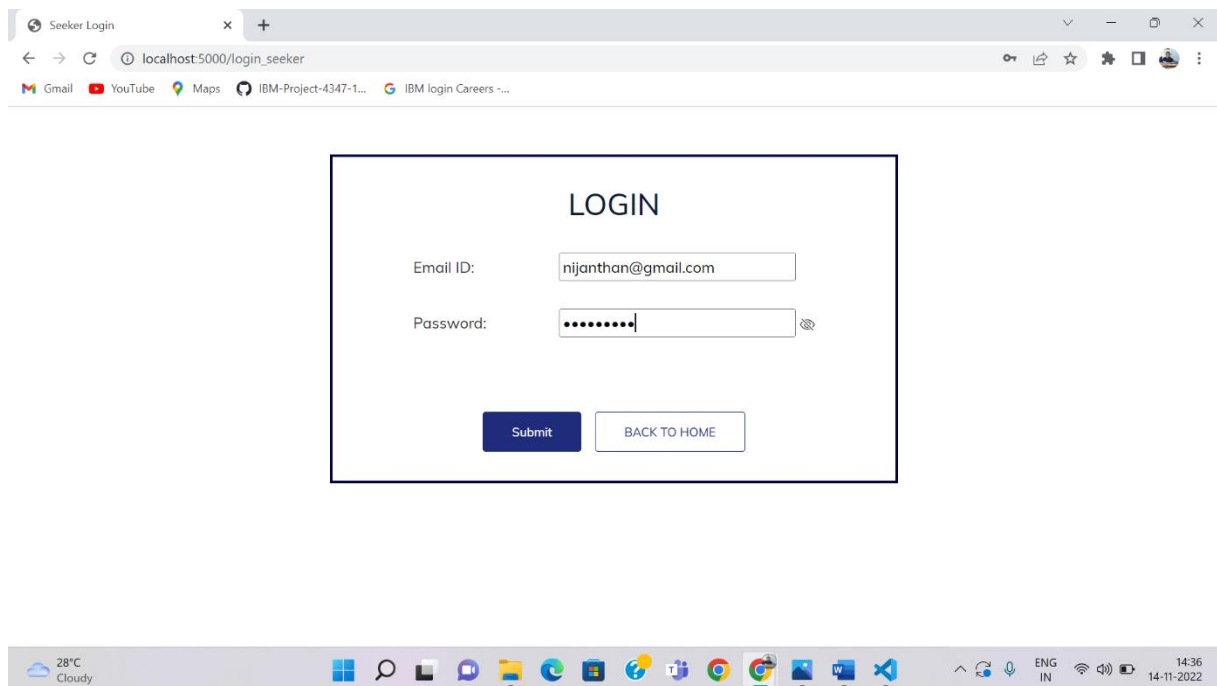 Seeker Login
localhost:5000/login_seeker
Gmail YouTube Maps IBM-Project-4347-1... IBM login Careers -...
LOGIN
Email ID: nijanthan@gmail.com
Password: •••••••••
Submit BACK TO HOME
28°C
Cloudy
ENG
IN
14:36
14-11-2022